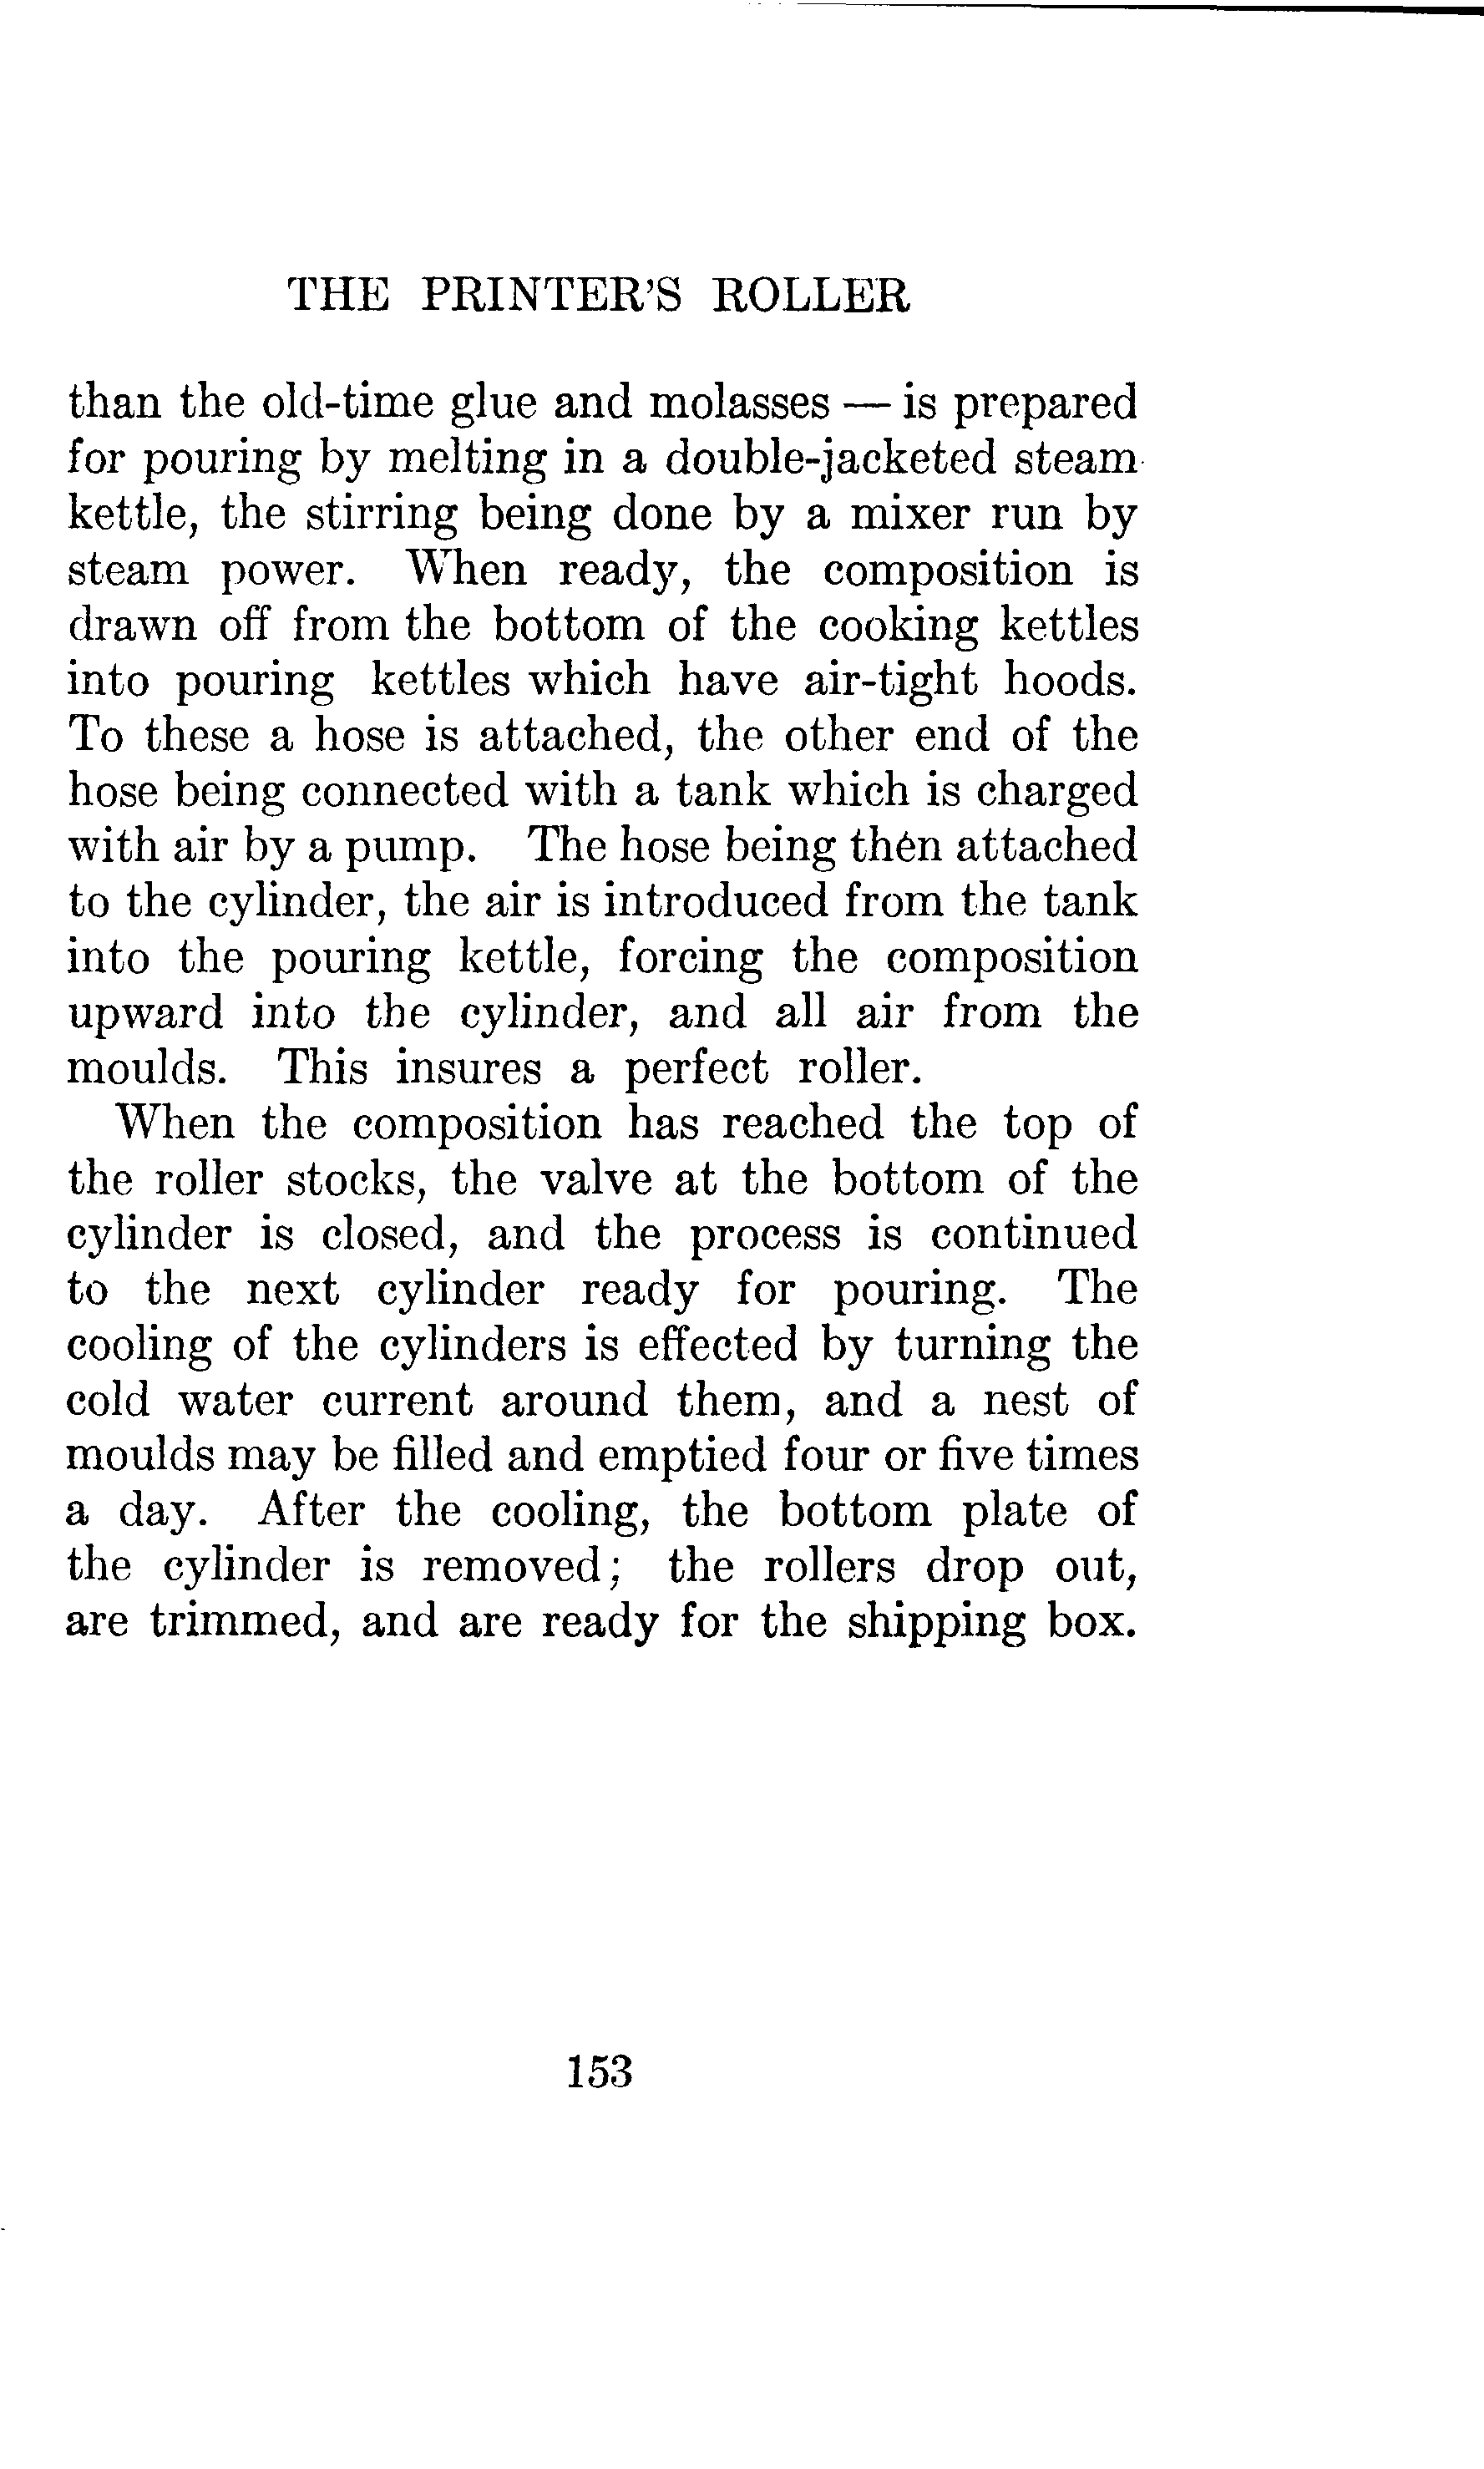 THE PRINTER'S ROLLER
than the old-time glue and molasses — is prepared
for pouring by melting in a double-jacketed steam
kettle, the stirring being done by a mixer run by
steam power. When ready, the composition is
drawn off from the bottom of the cooking kettles
into pouring kettles which have air-tight hoods.
To these a hose is attached, the other end of the
hose being connected with a tank which is charged
with air by a pump. The hose being then attached
to the cylinder, the air is introduced from the tank
into the pouring kettle, forcing the composition
upward into the cylinder, and all air from the
moulds. This insures a perfect roller.
When the composition has reached the top of
the roller stocks, the valve at the bottom of the
cylinder is closed, and the process is continued
to the next cylinder ready for pouring. The
cooling of the cylinders is effected by turning the
cold water current around them, and a nest of
moulds may be filled and emptied four or five times
a day. After the cooling, the bottom plate of
the cylinder is removed; the rollers drop out,
are trimmed, and are ready for the shipping box.
153